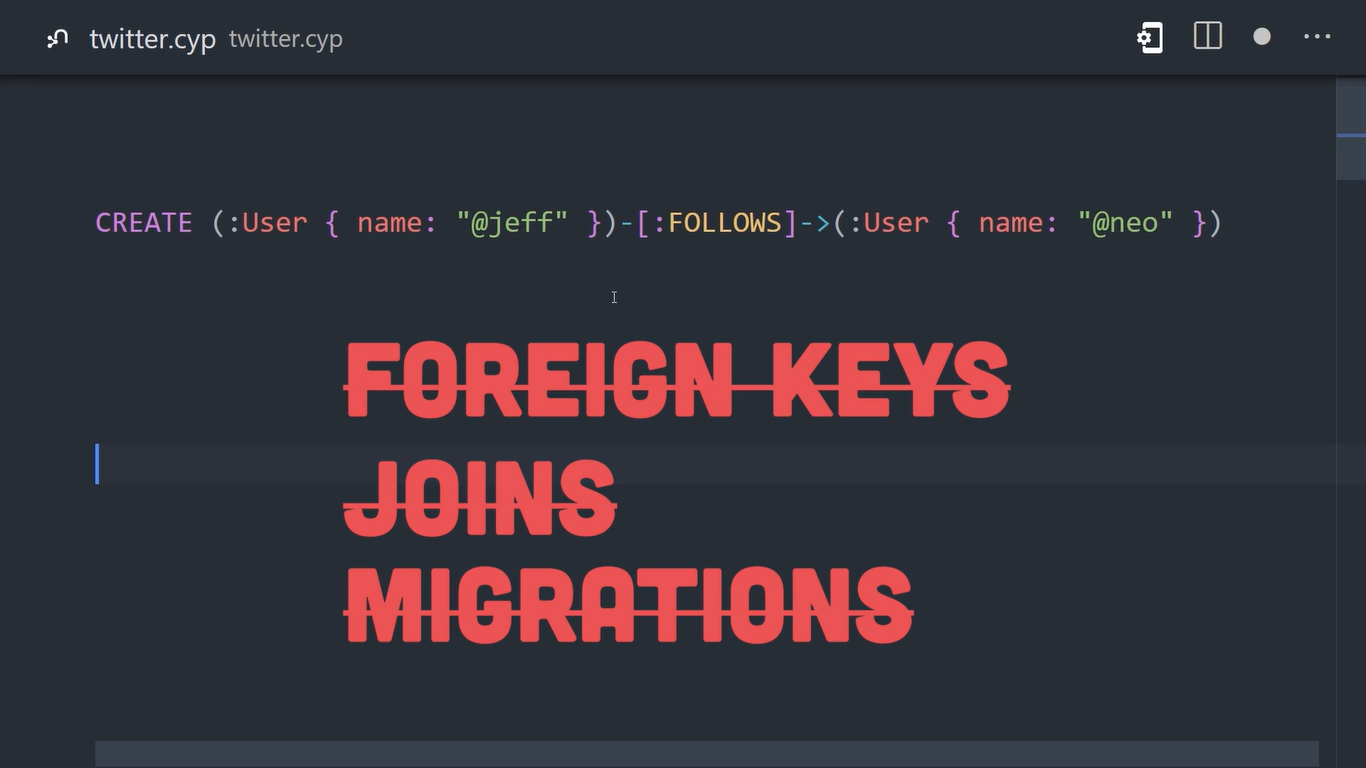 twitter.cyp twitter.cyp
CREATE (:User { name: "@jeff" })-[:FOLLOWS]->(:User { name: "@neo" })
FOREIGN KEYS
JOINS
MIGRATIONS